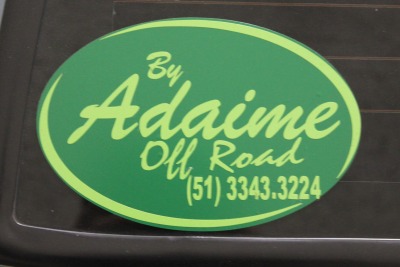 By
Adaime
Off Road
(51) 3343.3224